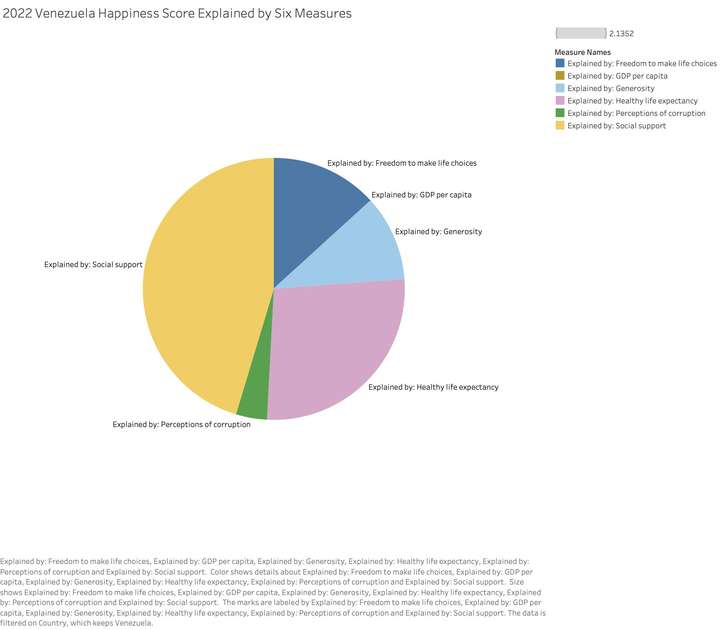 2022 Venezuela Happiness Score Explained by Six Measures
2.1352
Measure Names
Explained by: Freedom to make life choices
Explained by: GDP per capita
Explained by: Generosity
Explained by: Healthy life expectancy
Explained by: Perceptions of corruption
Explained by: Social support
Explained by: Freedom to make life choices
Explained by: GDP per capita
Explained by: Generosity
Explained by: Social support
Explained by: Healthy life expectancy
Explained by: Perceptions of corruption
Explained by: Freedom to make life choices, Explained by: GDP per capita, Explained by: Generosity, Explained by: Healthy life expectancy, Explained by:
Perceptions of corruption and Explained by: Social support.  Color shows details about Explained by: Freedom to make life choices, Explained by: GDP per
capita, Explained by: Generosity, Explained by: Healthy life expectancy, Explained by: Perceptions of corruption and Explained by: Social support.  Size
shows Explained by: Freedom to make life choices, Explained by: GDP per capita, Explained by: Generosity, Explained by: Healthy life expectancy, Explained
by: Perceptions of corruption and Explained by: Social support.  The marks are labeled by Explained by: Freedom to make life choices, Explained by: GDP per
capita, Explained by: Generosity, Explained by: Healthy life expectancy, Explained by: Perceptions of corruption and Explained by: Social support. The data is
filtered on Country, which keeps Venezuela.